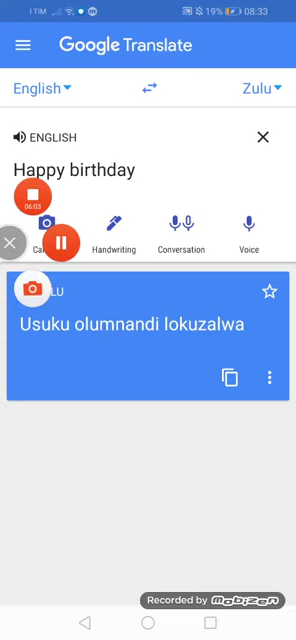 I TIM 19% 08:33
Google Translate
English Zulu
ENGLISH
Happy birthday
06:03
Handwriting Conversation Voice
LU
Usuku olumnandi lokuzalwa
Recorded by mobizen